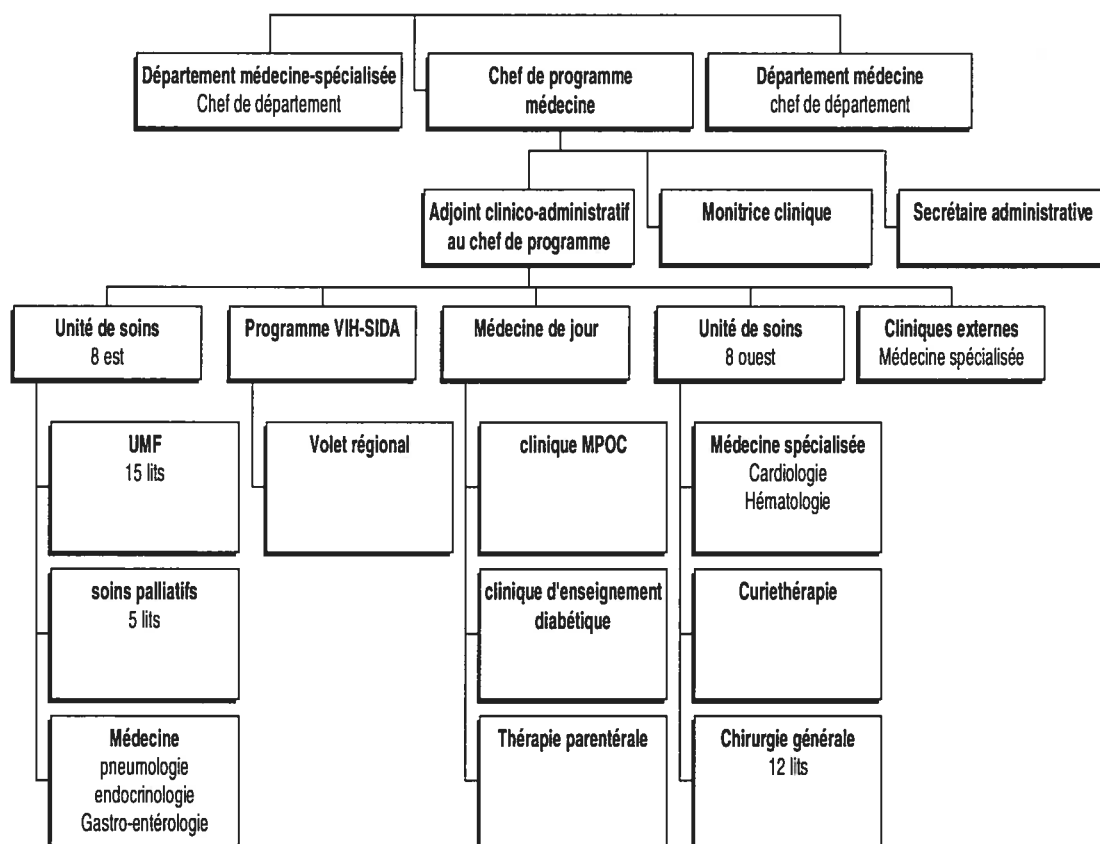 Département médecine-spécialisée
Chef de département
Chef de programme
médecine
Département médecine
chef de département
Adjoint clinico-administratif
au chef de programme
Monitrice clinique
Secrétaire administrative
Unité de soins
8 est
Programme VIH-SIDA
Médecine de jour
Unité de soins
8 ouest
Cliniques externes
Médecine spécialisée
UMF
15 lits
Volet régional
clinique MPOC
Médecine spécialisée
Cardiologie
Hématologie
soins palliatifs
5 lits
clinique d'enseignement
diabétique
Curiethérapie
Médecine
pneumologie
endocrinologie
Gastro-entérologie
Thérapie parentérale
Chirurgie générale
12 lits